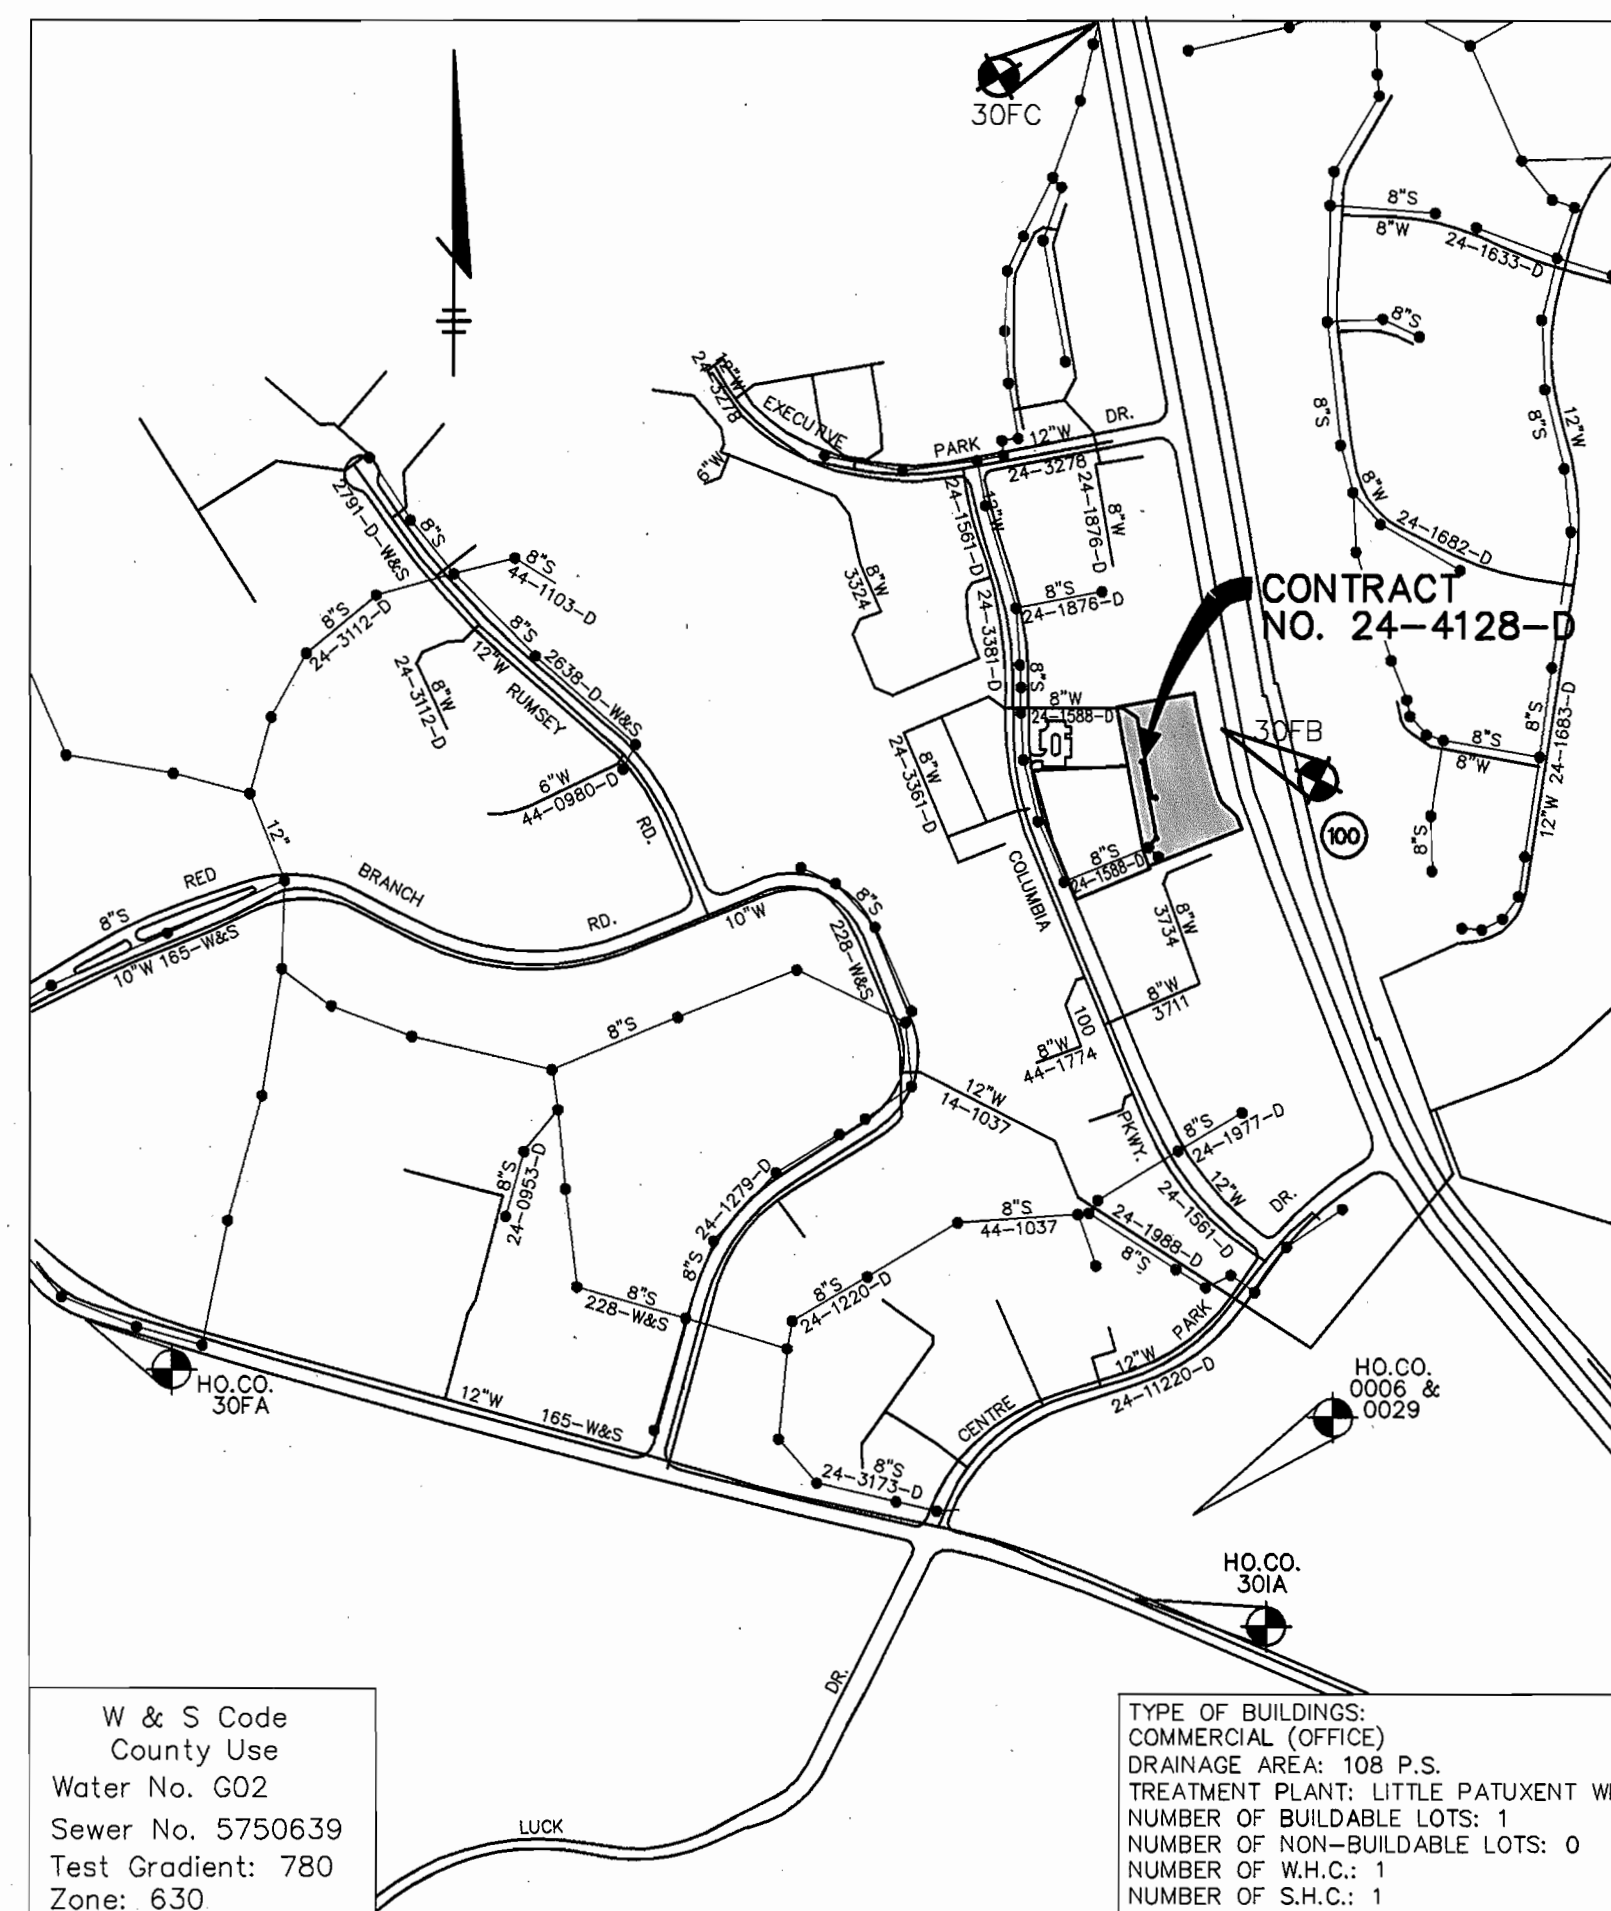 30FC
8"S
8"W
24-1633-D
8"S
8"S
12"W
8"S
12"W
24-3278
EXECU
6"W
PARK
12"W
DR.
24-3278
24-1561-D
12"W
8"W
24-1876-D
8"W
24-1682-D
2791-D-W&S
8"S
8"S
44-1103-D
8"S
24-3112-D
8"W
3324
8"S
24-1876-D
24-3381-D
CONTRACT
NO. 24-4128-D
8"S
2638-D-W&S
12"W
RUMSEY
8"W
24-3112-D
8"S
8"W
24-1588-D
30FB
8"S
24-1683-D
8"S
8"W
8"W
24-3361-D
6"W
44-0980-D
RD.
12"
100
12"W
8"S
8"S
24-1588-D
COLUMBIA
RED
BRANCH
RD.
8"S
10"W
165-W&S
10"W
8"S
228-W&S
8"W
3734
8"W
3711
100
8"W
44-1774
8"S
12"W
14-1037
PKWY.
8"S
24-1977-D
8"S
24-0953-D
24-1279-D
8"S
12"W
DR.
24-1561-D
8"S
44-1037
24-1988-D
8"S
8"S
24-1220-D
8"S
228-W&S
PARK
12"W
24-11220-D
CENTRE
HO.CO.
30FA
12"W
165-W&S
HO.CO.
0006 &
0029
8"S
24-3173-D
HO.CO.
30IA
DR.
LUCK
W & S Code
County Use
Water No. G02
Sewer No. 5750639
Test Gradient: 780
Zone: 630
TYPE OF BUILDINGS:
COMMERCIAL (OFFICE)
DRAINAGE AREA: 108 P.S.
TREATMENT PLANT: LITTLE PATUXENT
NUMBER OF BUILDABLE LOTS: 1
NUMBER OF NON-BUILDABLE LOTS: 0
NUMBER OF W.H.C.: 1
NUMBER OF S.H.C.: 1